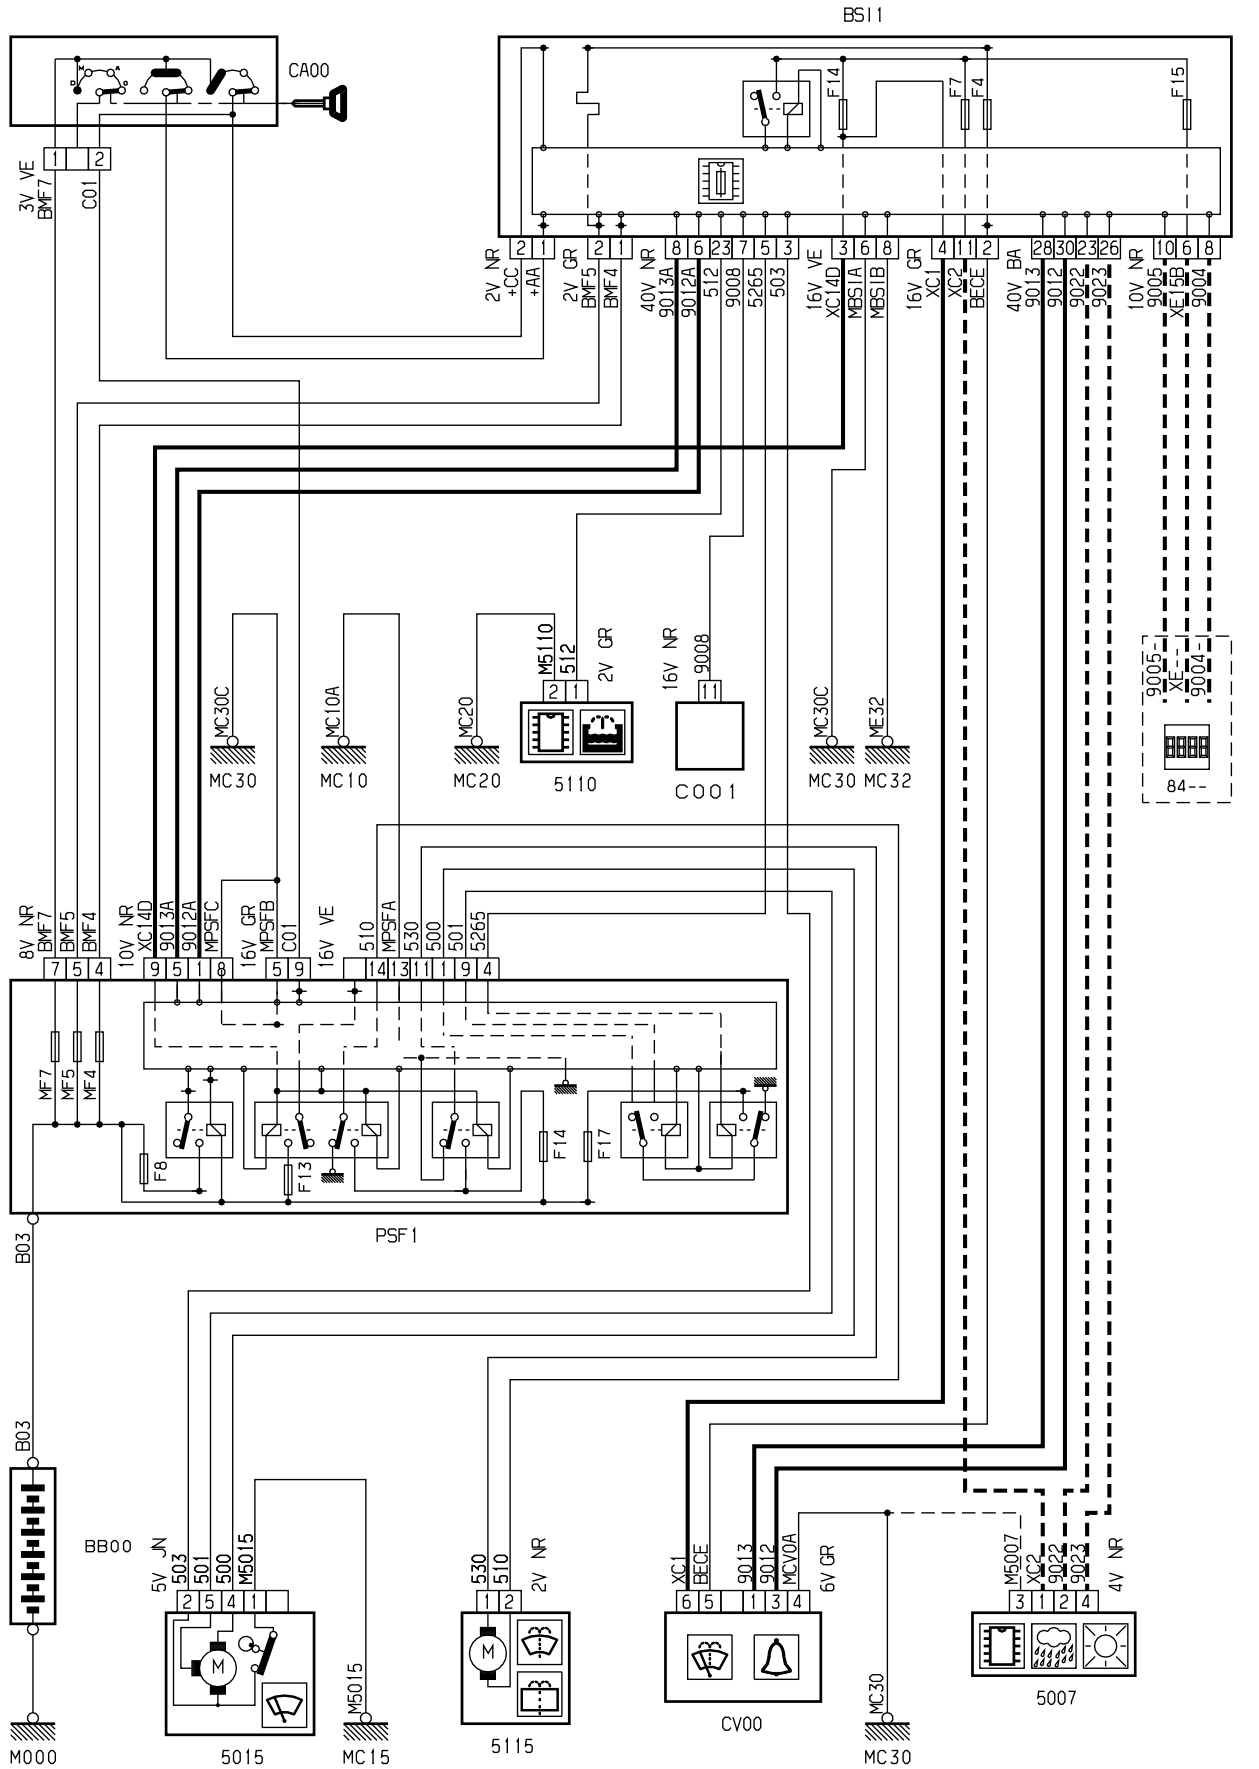 BSI1
CA00
M
A
D
O
F14
F7
F4
F15
1
2
3V VE
BMF7
C01
2
1
2
1
8
6
23
7
5
3
3
6
8
4
11
2
28
30
23
26
10
6
8
2V NR
+CC
+AA
2V GR
BMF5
BMF4
40V NR
9013A
9012A
512
9008
5265
503
16V VE
XC14D
MBSIA
MBSIB
16V GR
XC1
XC2
BECE
40V BA
9013
9012
9022
9023
10V NR
9005
XE15B
9004
MC30C
MC10A
MC20
M5110
512
2V GR
16V NR
9008
MC30C
ME32
9005-
XE--
9004-
2
1
11
MC30
MC10
MC20
5110
C001
MC30
MC32
84--
8V NR
BMF7
BMF5
BMF4
10V NR
XC14D
9013A
9012A
MPSFC
16V GR
MPSFB
C01
16V VE
510
MPSFA
530
500
501
5265
7
5
4
9
5
1
8
5
9
14
13
11
1
9
4
MF7
MF5
MF4
F8
F13
F14
F17
PSF1
B03
B03
BB00
M000
5V JN
503
501
500
M5015
2
5
4
1
M
5015
M5015
MC15
530
510
2V NR
1
2
M
5115
XC1
BECE
9013
9012
MCV0A
6V GR
6
5
1
3
4
CV00
MC30
MC30
M5007
XC2
9022
9023
4V NR
3
1
2
4
5007